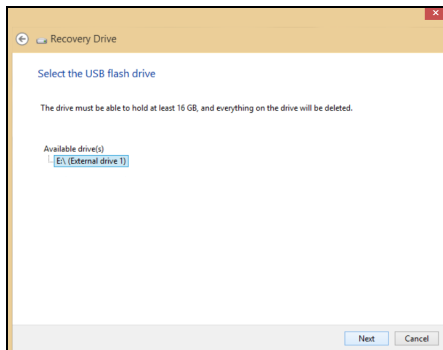 Recovery Drive
Select the USB flash drive
The drive must be able to hold at least 16 GB, and everything on the drive will be deleted.
Available drive(s)
E:\ (External drive 1)
Next Cancel